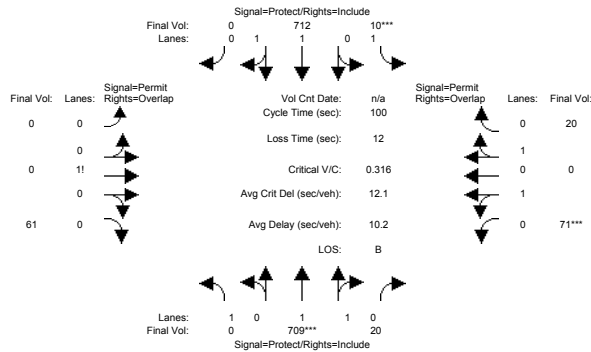 Signal=Protect/Rights=Include
Final Vol: 0 712 10***
Lanes: 0 1 1 0 1
Signal=Permit
Final Vol: Lanes: Rights=Overlap
Vol Cnt Date: n/a
Signal=Permit
Rights=Overlap Lanes: Final Vol:
Cycle Time (sec): 100
0 0
0 20
Loss Time (sec): 12
0
1
0 1!
Critical V/C: 0.316
0 0
0
Avg Crit Del (sec/veh): 12.1
1
61 0
Avg Delay (sec/veh): 10.2
0 71***
LOS: B
Lanes: 1 0 1 1 0
Final Vol: 0 709*** 20
Signal=Protect/Rights=Include